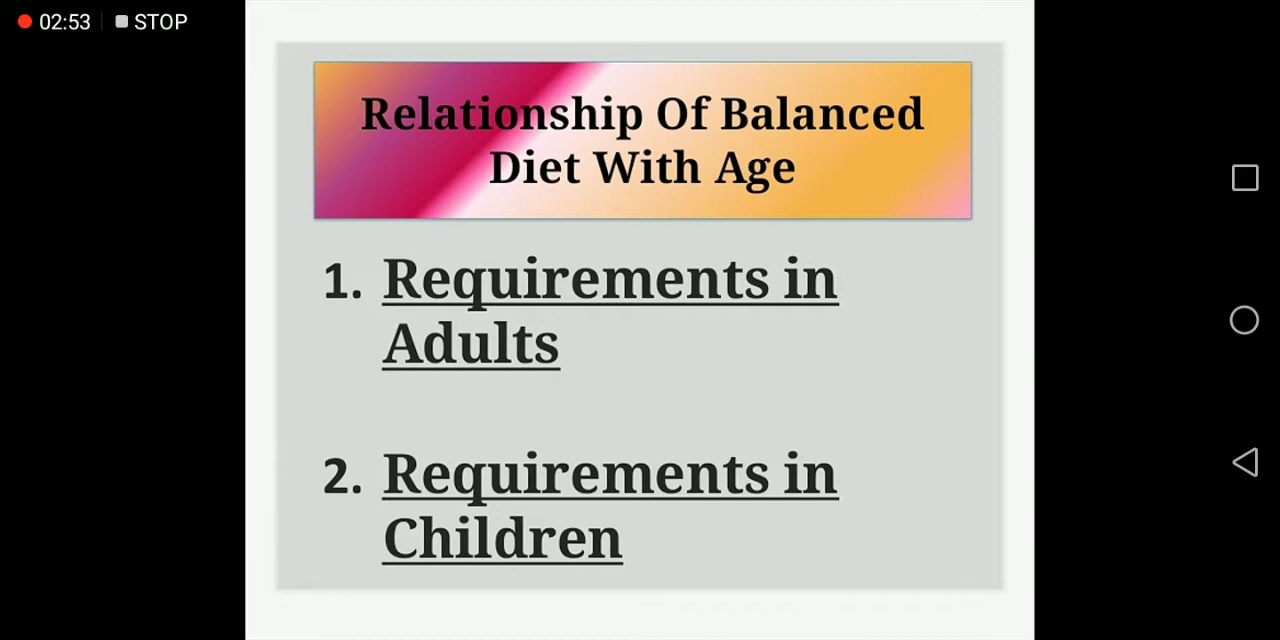 02:53 STOP
Relationship Of Balanced
Diet With Age
1. Requirements in
Adults
2. Requirements in
Children